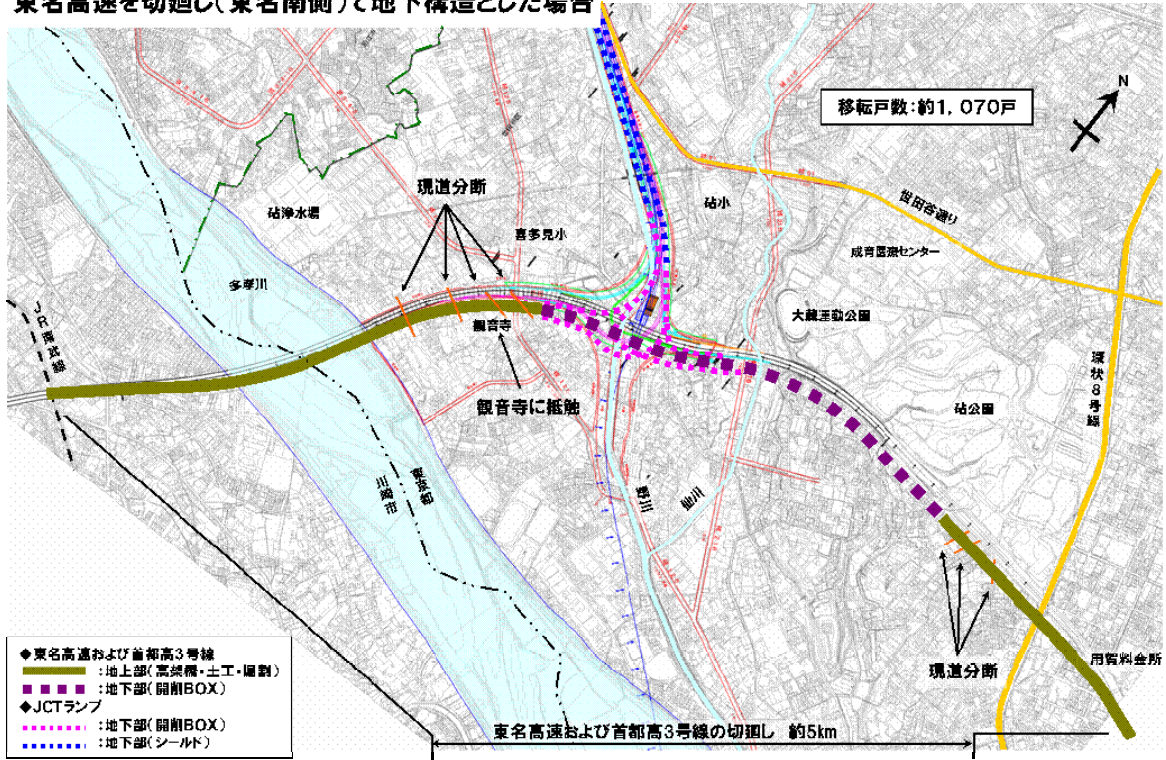 東名高速を切廻し(東名南側)て地下構造とした場合
N
移転戸数:約1,070戸
現道分断
砧浄水場
喜多見小
砧小
世田谷通り
成育医療センター
多摩川
大蔵運動公園
JR南武線
観音寺
環状8号線
観音寺に抵触
砧公園
川崎市
東京都
野川
仙川
用賀料金所
現道分断
◆東名高速および首都高3号線
:地上部(高架橋・土工・堀割)
:地下部(開削BOX)
◆JCTランプ
:地下部(開削BOX)
:地下部(シールド)
東名高速および首都高3号線の切廻し 約5km